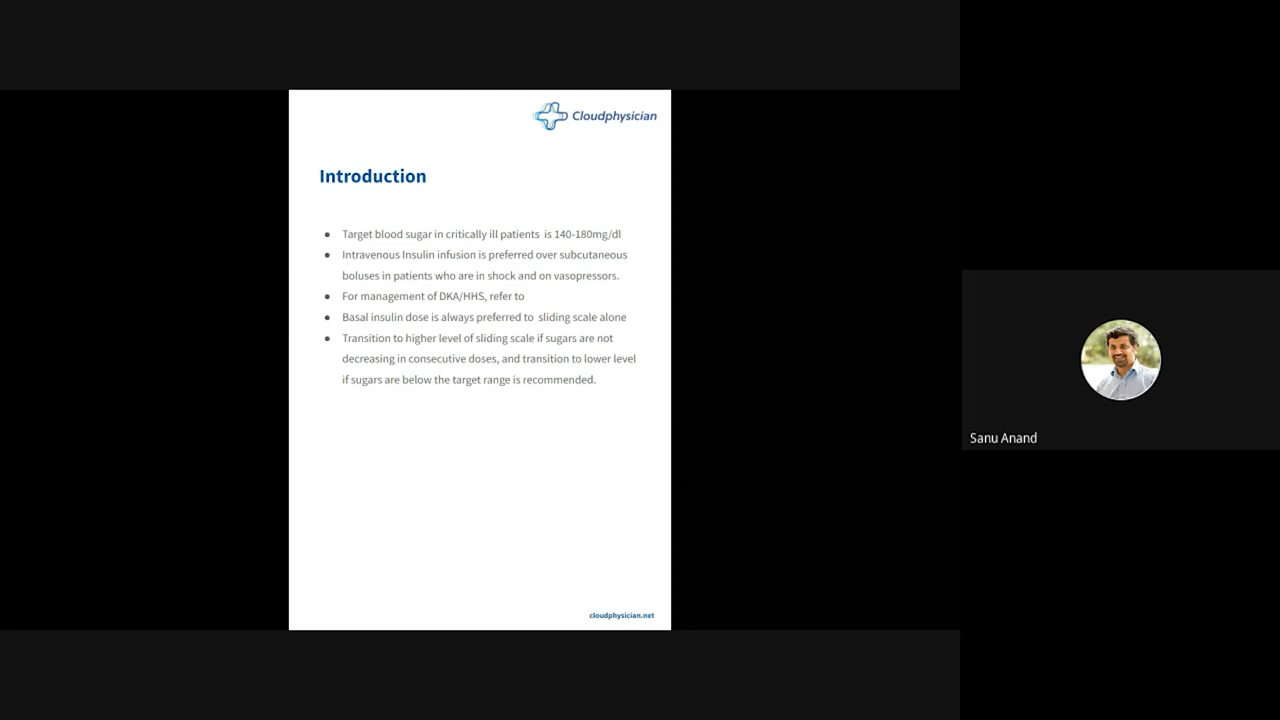 Cloudphysician
Introduction
● Target blood sugar in critically ill patients is 140-180mg/dl
● Intravenous Insulin infusion is preferred over subcutaneous
boluses in patients who are in shock and on vasopressors.
● For management of DKA/HHS, refer to
● Basal insulin dose is always preferred to sliding scale alone
● Transition to higher level of sliding scale if sugars are not
decreasing in consecutive doses, and transition to lower level
if sugars are below the target range is recommended.
cloudphysician.net
Sanu Anand